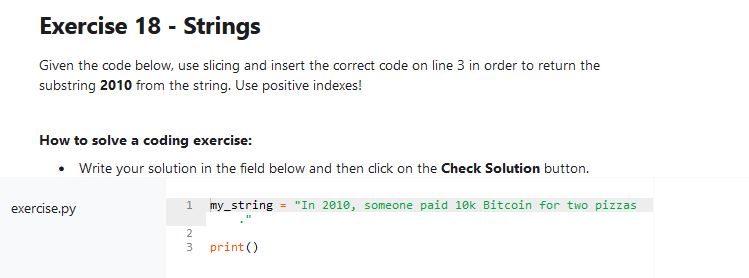 Exercise 18 - Strings
Given the code below, use slicing and insert the correct code on line 3 in order to return the
substring 2010 from the string. Use positive indexes!
How to solve a coding exercise:
• Write your solution in the field below and then click on the Check Solution button.
exercise.py
1 my_string = "In 2010, someone paid 10k Bitcoin for two pizzas
."
2
3 print()